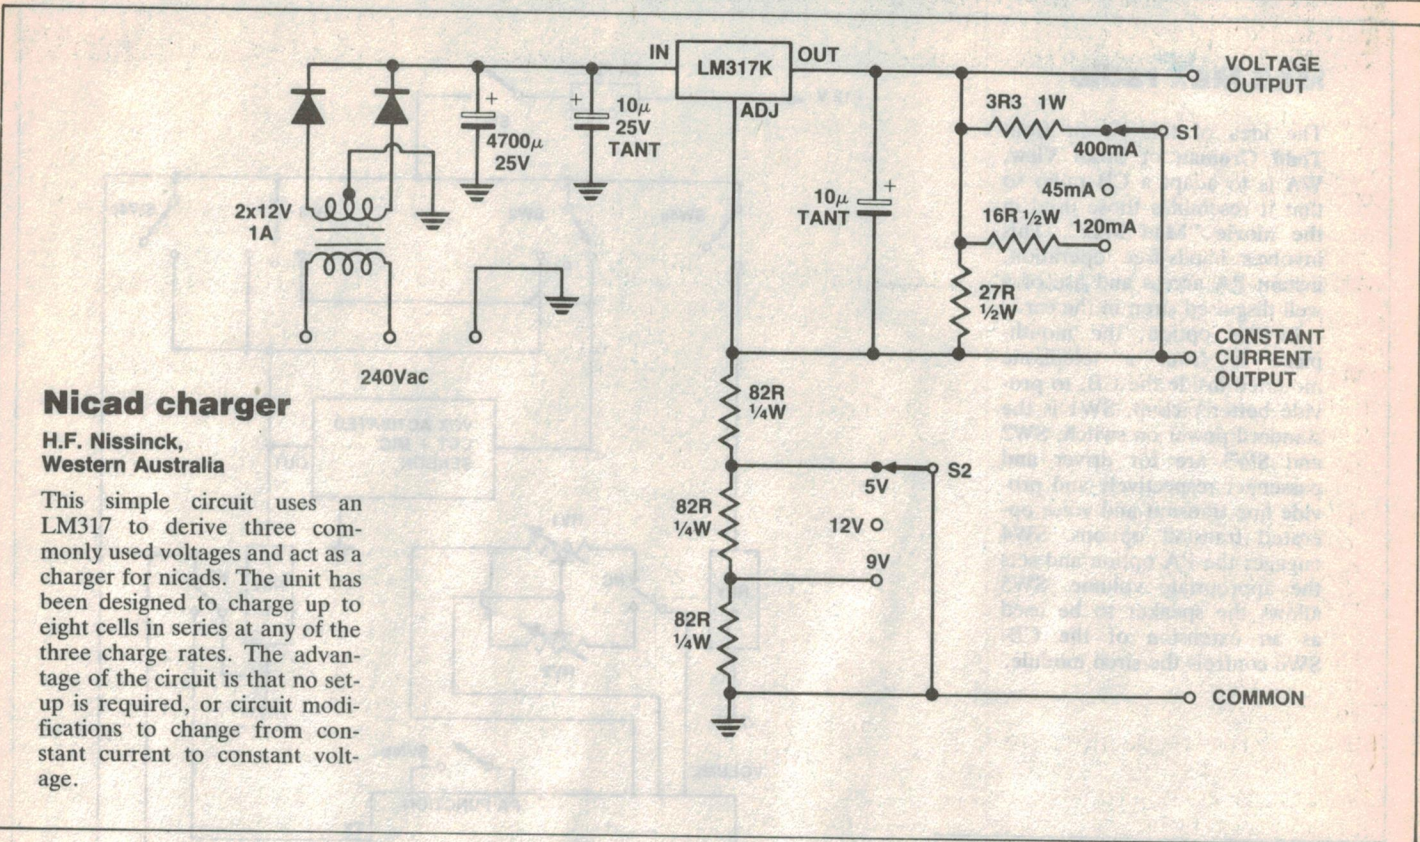 IN
LM317K
OUT
ADJ
VOLTAGE
OUTPUT
3R3 1W
S1
400mA
45mA
16R ½W
120mA
27R
½W
+
4700µ
25V
+
10µ
25V
TANT
+
10µ
TANT
2x12V
1A
240Vac
CONSTANT
CURRENT
OUTPUT
82R
¼W
S2
5V
82R
¼W
12V
9V
82R
¼W
COMMON
Nicad charger
H.F. Nissinck,
Western Australia
This simple circuit uses an
LM317 to derive three com-
monly used voltages and act as a
charger for nicads. The unit has
been designed to charge up to
eight cells in series at any of the
three charge rates. The advan-
tage of the circuit is that no set-
up is required, or circuit modi-
fications to change from con-
stant current to constant volt-
age.